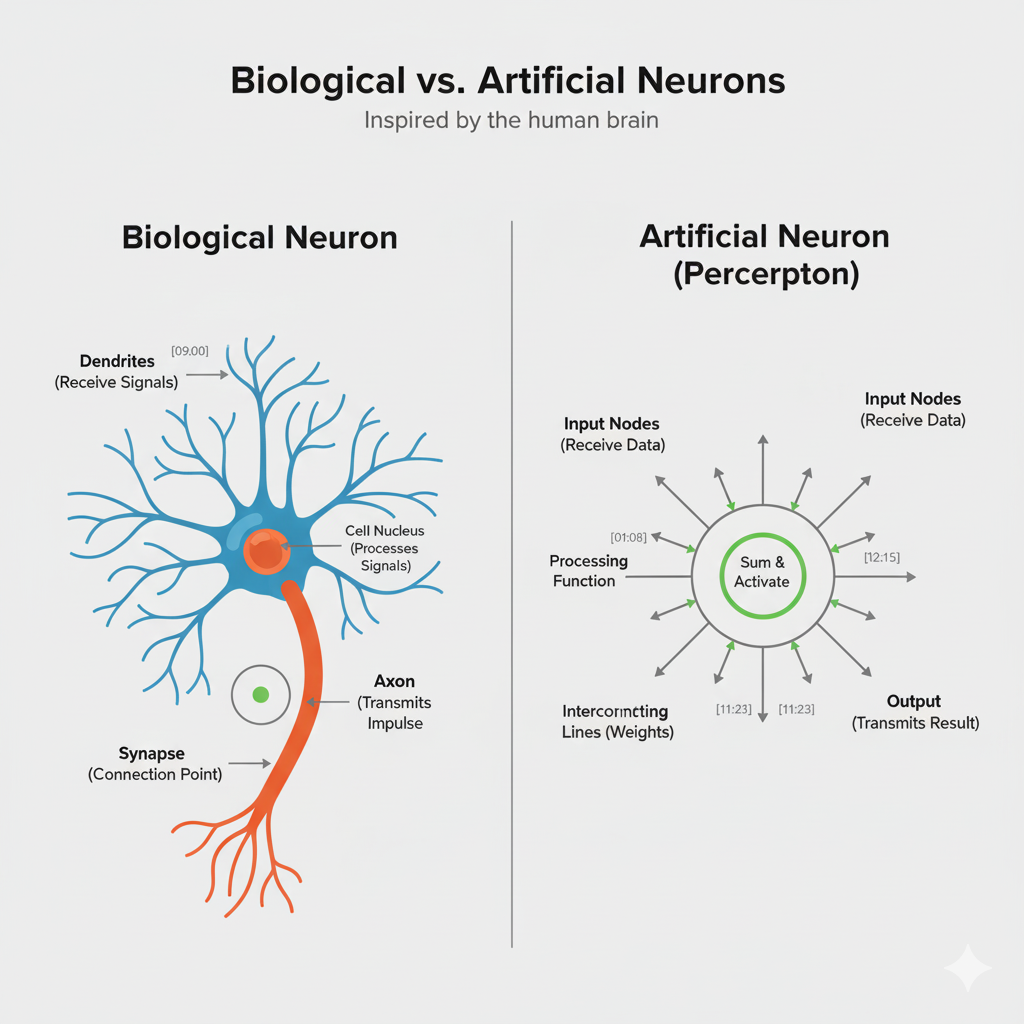 Biological vs. Artificial Neurons
Inspired by the human brain
Biological Neuron
Dendrites
(Receive Signals)
[09.00]
Cell Nucleus
(Processes
Signals)
Axon
(Transmits
Impulse
Synapse
(Connection Point)
Artificial Neuron
(Percerpton)
Input Nodes
(Receive Data)
Input Nodes
(Receive Data)
[01:08]
Processing
Function
Sum &
Activate
[12:15]
Lines (Weights)
[11:23]
[11:23]
Output
(Transmits Result)